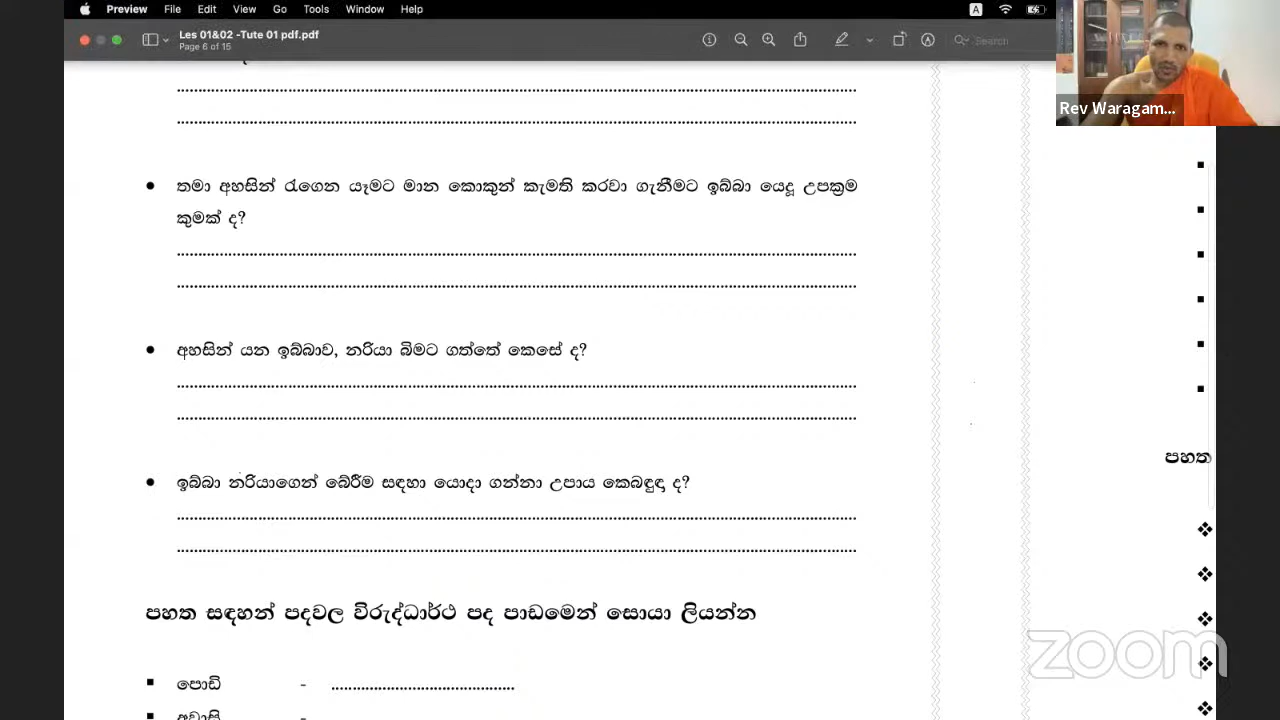 Preview File Edit View Go Tools Window Help
Les 01&02 -Tute 01 pdf.pdf
Page 6 of 15
Search
Rev Waragam...
තමා අහසින් රැගෙන යෑමට මාන කොකුන් කැමති කරවා ගැනීමට ඉබ්බා යෙදූ උපක්‍රම
කුමක් ද?
අහසින් යන ඉබ්බාව, නරියා බිමට ගත්තේ කෙසේ ද?
ඉබ්බා නරියාගෙන් බේරීම සඳහා යොදා ගන්නා උපාය කෙබඳුඳා ද?
පහත සඳහන් පදවල විරුද්ධාර්ථ පද පාඩමෙන් සොයා ලියන්න
පොඩි -
පහත
zoom